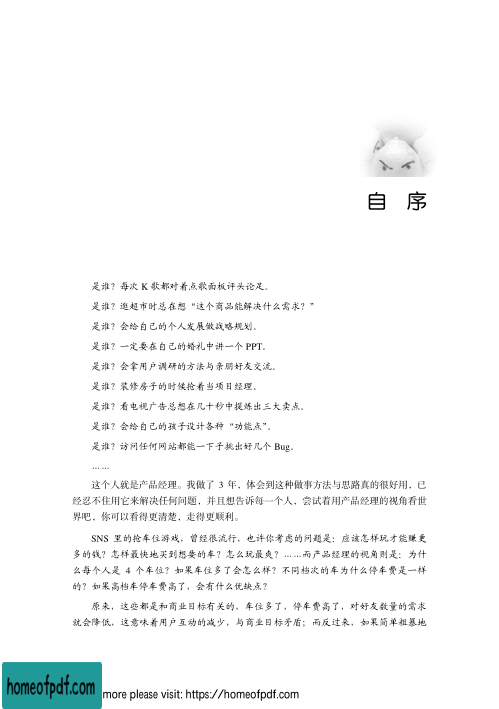 自 序
是谁？每次 K 歌都对着点歌面板评头论足。
是谁？逛超市时总在想“这个商品能解决什么需求？”
是谁？会给自己的个人发展做战略规划。
是谁？一定要在自己的婚礼中讲一个 PPT。
是谁？会拿用户调研的方法与亲朋好友交流。
是谁？装修房子的时候抢着当项目经理。
是谁？看电视广告总想在几十秒中提炼出三大卖点。
是谁？会给自己的孩子设计各种“功能点”。
是谁？访问任何网站都能一下子挑出好几个 Bug。
……
这个人就是产品经理。我做了 3 年，体会到这种做事方法与思路真的很好用，已
经忍不住用它来解决任何问题，并且想告诉每一个人，尝试着用产品经理的视角看世
界吧，你可以看得更清楚，走得更顺利。
SNS 里的抢车位游戏，曾经很流行，也许你考虑的问题是：应该怎样玩才能赚更
多的钱？怎样最快地买到想要的车？怎么玩最爽？……而产品经理的视角则是：为什
么每个人是 4 个车位？如果车位多了会怎么样？不同档次的车为什么停车费是一样
的？如果高档车停车费高了，会有什么优缺点？
原来，这些都是和商业目标有关的，车位多了，停车费高了，对好友数量的需求
就会降低，这意味着用户互动的减少，与商业目标矛盾；而反过来，如果简单粗暴地
homeofpdf.com
more please visit: https://homeofpdf.com